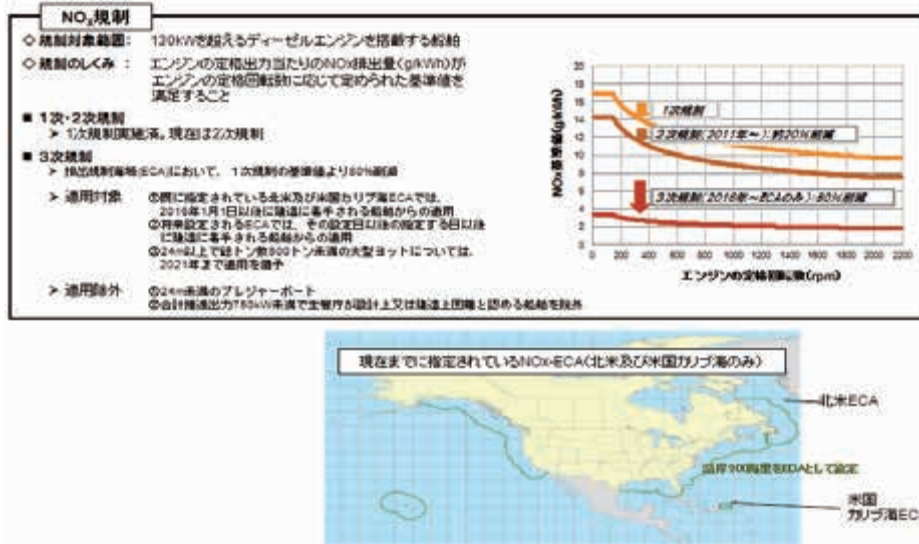 NOx規制
◇ 規制対象範囲： 130kWを超えるディーゼルエンジンを搭載する船舶
◇ 規制のしくみ ： エンジンの定格出力当たりのNOx排出量(g/kWh)が
エンジンの定格回転数に応じて定められた基準値を
満足すること
■ 1次・2次規制
➢ 1次規制実施済。現在は2次規制
■ 3次規制
➢ 排出規制海域(ECA)において、1次規制の基準値より80%削減
➢ 適用対象 ①既に指定されている北米及び米国カリブ海ECAでは、
2016年1月1日以後に建造に着手される船舶からの適用
②将来設定されるECAでは、その設定日以後の指定する日以後
に建造に着手される船舶からの適用
③24m以上で総トン数500トン未満の大型ヨットについては、
2021年まで適用を猶予
➢ 適用除外 ①24m未満のプレジャーボート
②合計推進出力750kW未満で主管庁が設計上又は建造上困難と認める船舶を除外
NOx基準値(g/kWh)
20
18
16
14
12
10
8
6
4
2
0
1次規制
2次規制(2011年～):約20%削減
3次規制(2016年～ECAのみ):80%削減
0 200 400 600 800 1000 1200 1400 1600 1800 2000 2200
エンジンの定格回転数(rpm)
現在までに指定されているNOx-ECA(北米及び米国カリブ海のみ)
北米ECA
沿岸200海里をECAとして設定
米国
カリブ海EC